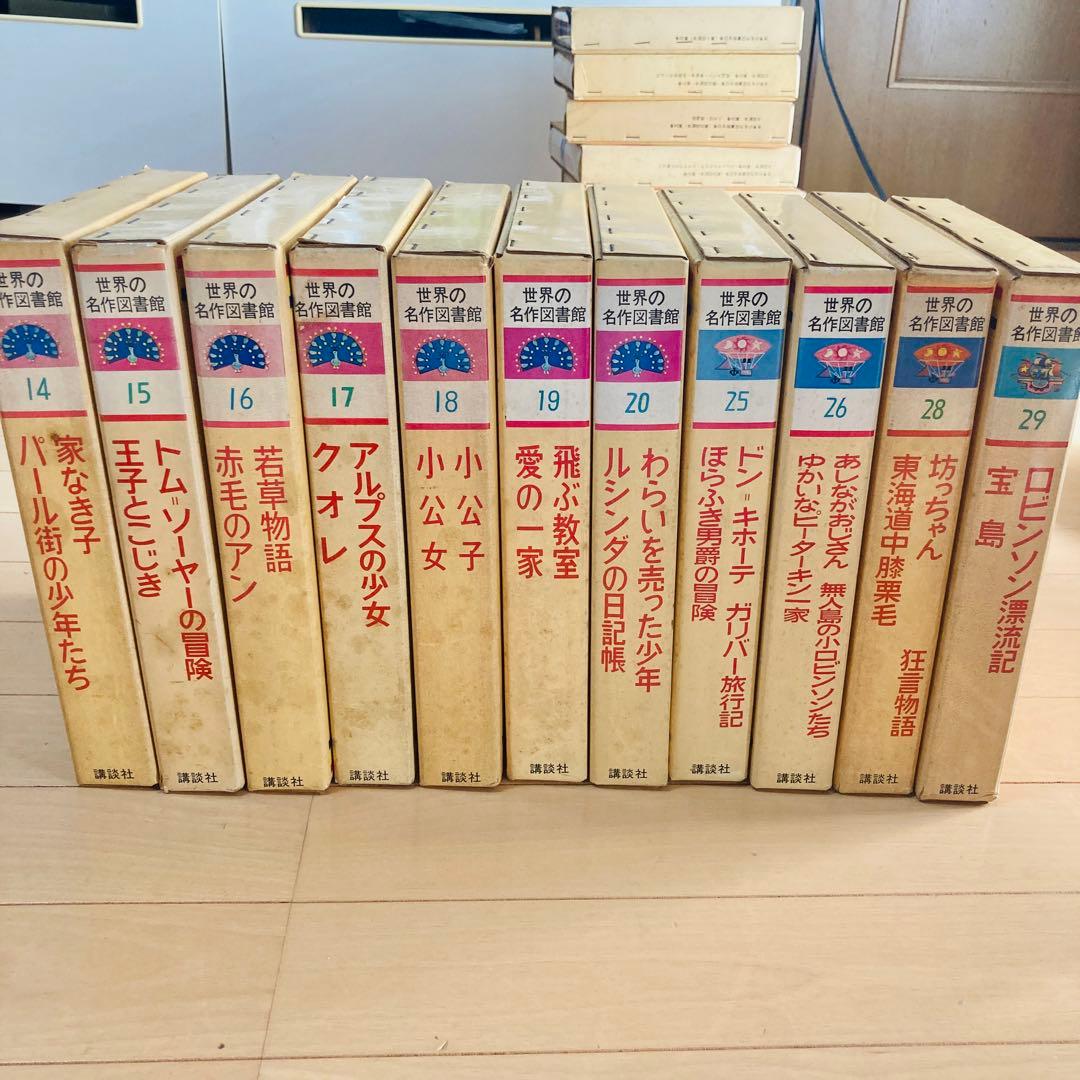 世界の
名作図書館
14
家なき子
パール街の少年たち
講談社
世界の
名作図書館
15
トム=ソーヤーの冒険
王子とこじき
講談社
世界の
名作図書館
16
若草物語
赤毛のアン
講談社
世界の
名作図書館
17
アルプスの少女
クオレ
講談社
世界の
名作図書館
18
小公子
小公女
講談社
世界の
名作図書館
19
飛ぶ教室
愛の一家
講談社
世界の
名作図書館
20
わらいを売った少年
ルシンダの日記帳
講談社
世界の
名作図書館
25
ドン=キホーテ ガリバー旅行記
ほらふき男爵の冒険
講談社
世界の
名作図書館
26
あしながおじさん 無人島の小ロビンソンたち
ゆかいなピーターキン一家
講談社
世界の
名作図書館
28
坊っちゃん
東海道中膝栗毛 狂言物語
講談社
世界の
名作図書館
29
ロビンソン漂流記
宝島
講談社